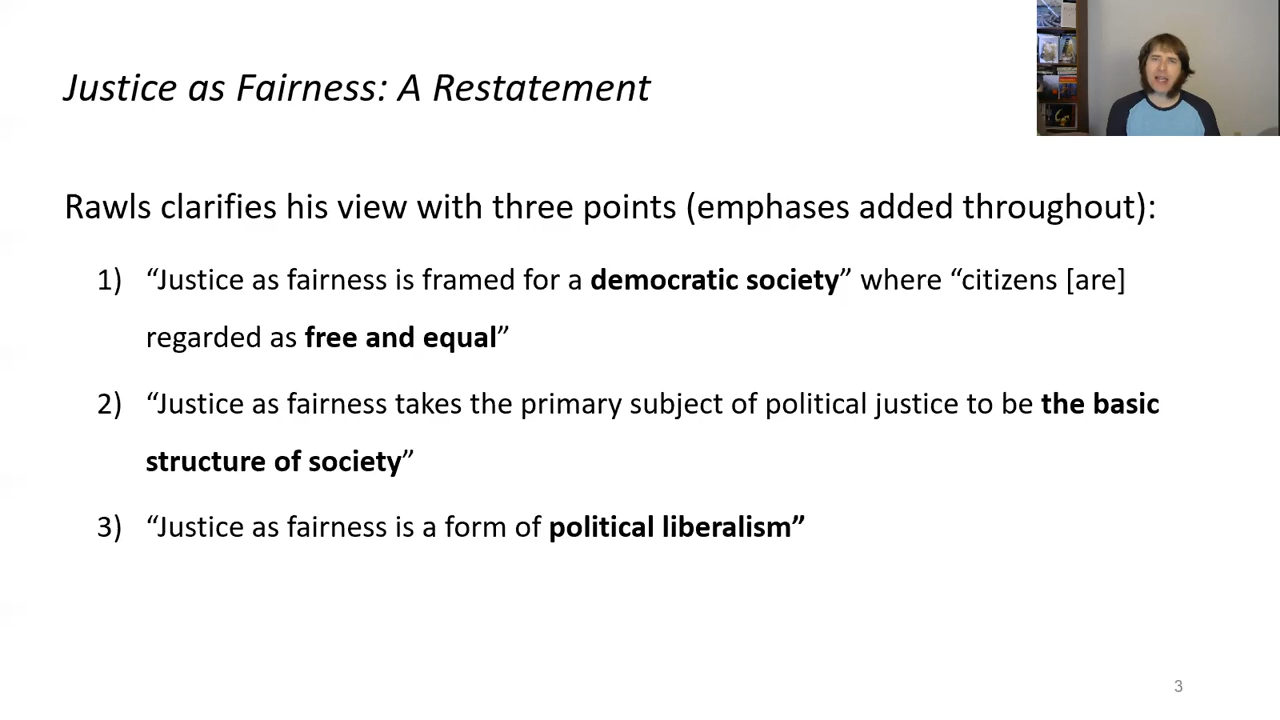 Justice as Fairness: A Restatement
Rawls clarifies his view with three points (emphases added throughout):
1) “Justice as fairness is framed for a democratic society” where “citizens [are]
regarded as free and equal”
2) “Justice as fairness takes the primary subject of political justice to be the basic
structure of society”
3) “Justice as fairness is a form of political liberalism”
3